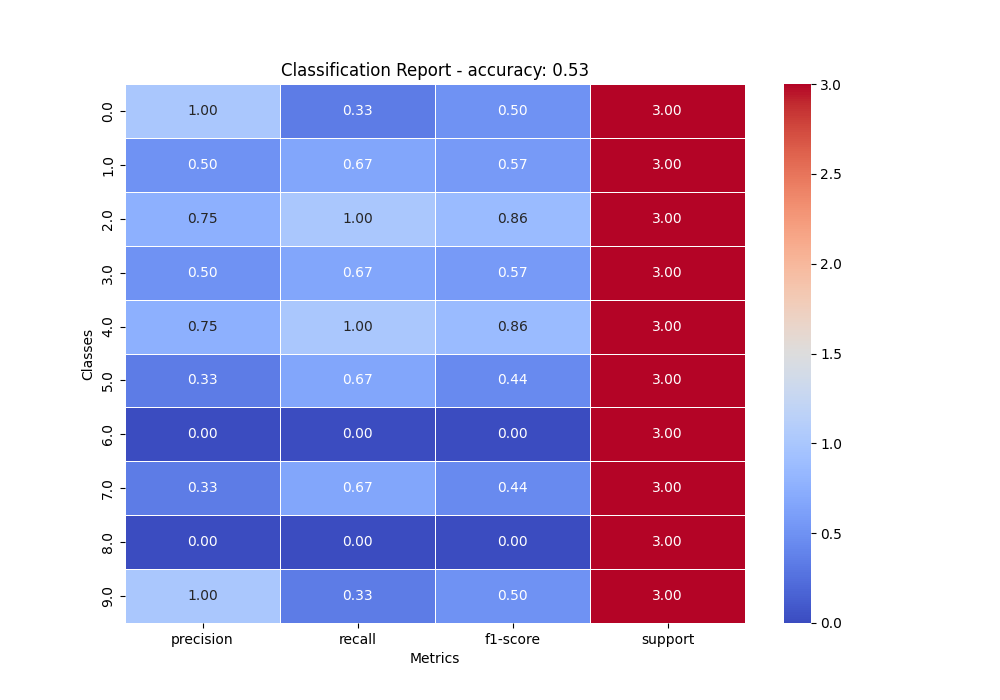 Classification Report - accuracy: 0.53
0.0 1.00 0.33 0.50 3.00
1.0 0.50 0.67 0.57 3.00
2.0 0.75 1.00 0.86 3.00
3.0 0.50 0.67 0.57 3.00
4.0 0.75 1.00 0.86 3.00
5.0 0.33 0.67 0.44 3.00
6.0 0.00 0.00 0.00 3.00
7.0 0.33 0.67 0.44 3.00
8.0 0.00 0.00 0.00 3.00
9.0 1.00 0.33 0.50 3.00
Classes
precision recall f1-score support
Metrics
3.0
2.5
2.0
1.5
1.0
0.5
0.0